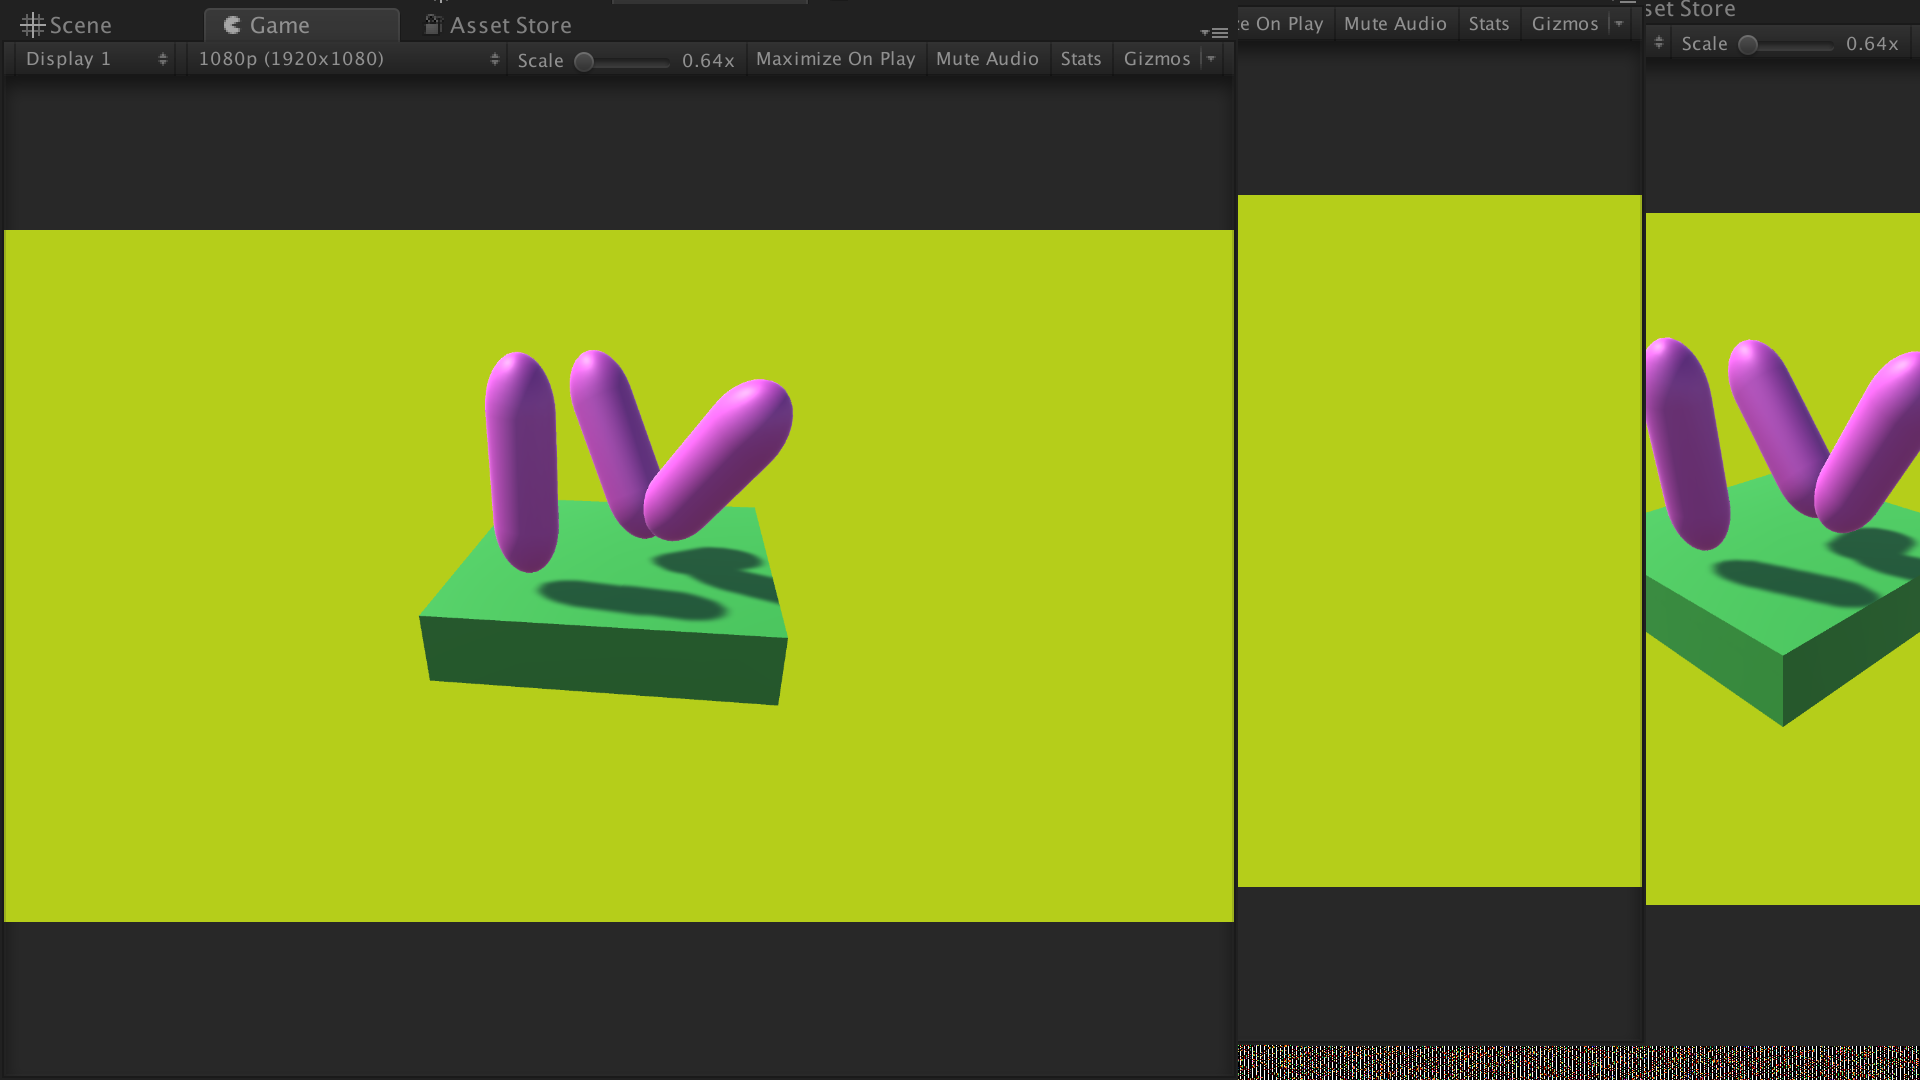 Scene Game Asset Store
Display 1 1080p (1920x1080) Scale 0.64x Maximize On Play Mute Audio Stats Gizmos
On Play Mute Audio Stats Gizmos
Store
Scale 0.64x